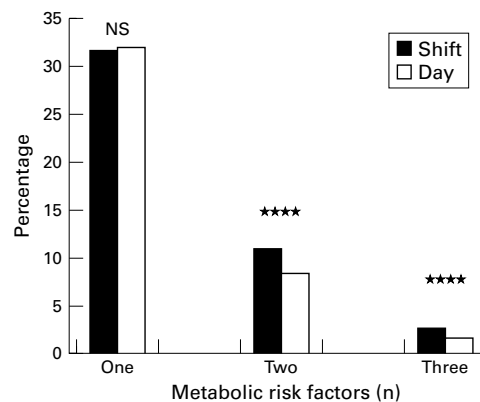 35
30
25
20
15
10
5
0
Percentage
NS
Shift
Day
★★★★
★★★★
One
Two
Three
Metabolic risk factors (n)